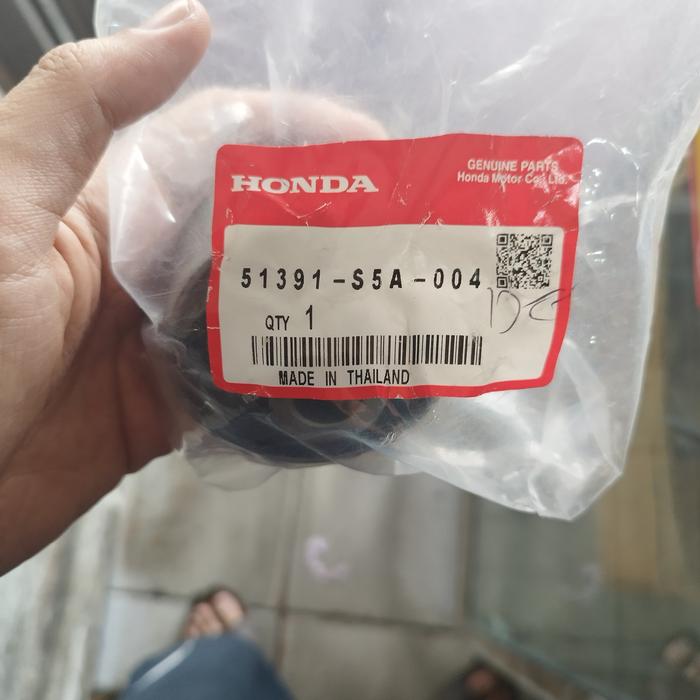 HONDA
GENUINE PARTS
Honda Motor Co., Ltd.
51391-S5A-004
QTY 1
MADE IN THAILAND